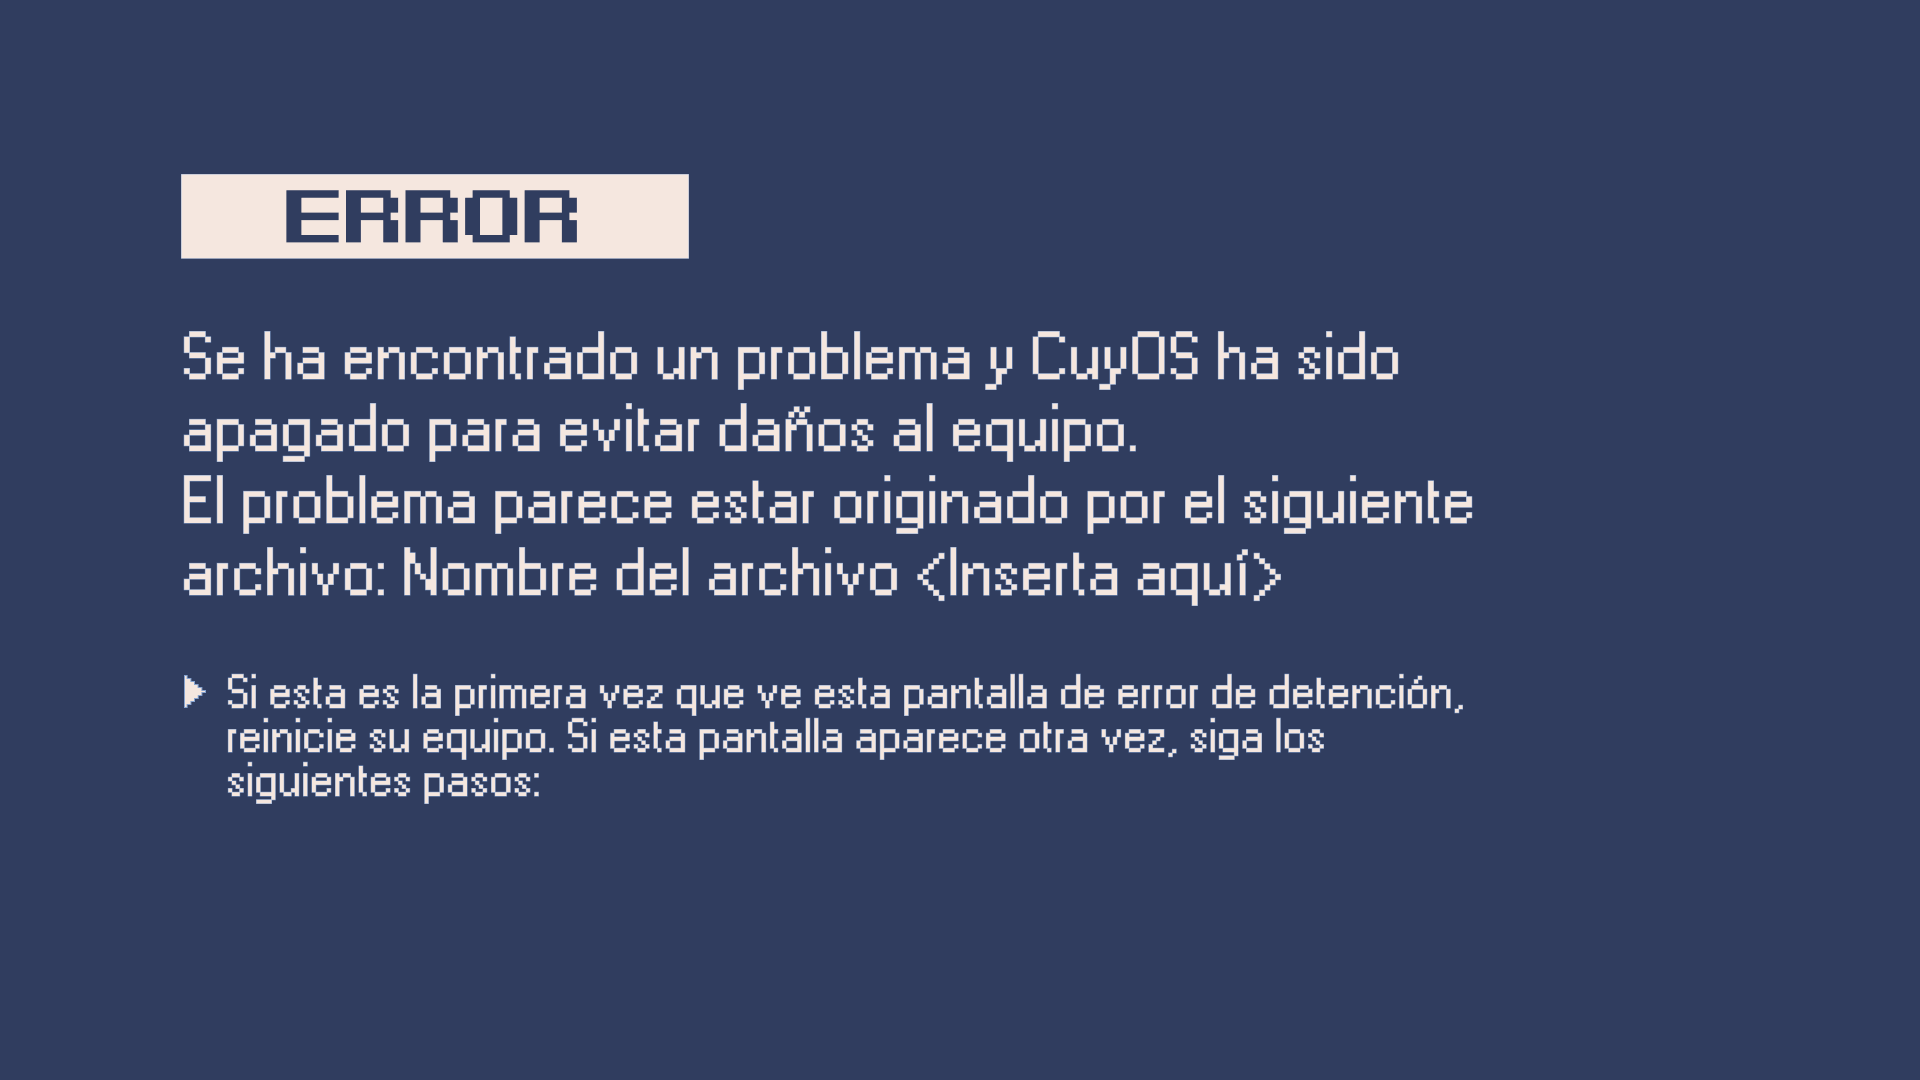 ERROR
Se ha encontrado un problema y CuyOS ha sido
apagado para evitar daños al equipo.
El problema parece estar originado por el siguiente
archivo: Nombre del archivo <Inserta aquí>
Si esta es la primera vez que ve esta pantalla de error de detención,
reinicie su equipo. Si esta pantalla aparece otra vez, siga los
siguientes pasos: